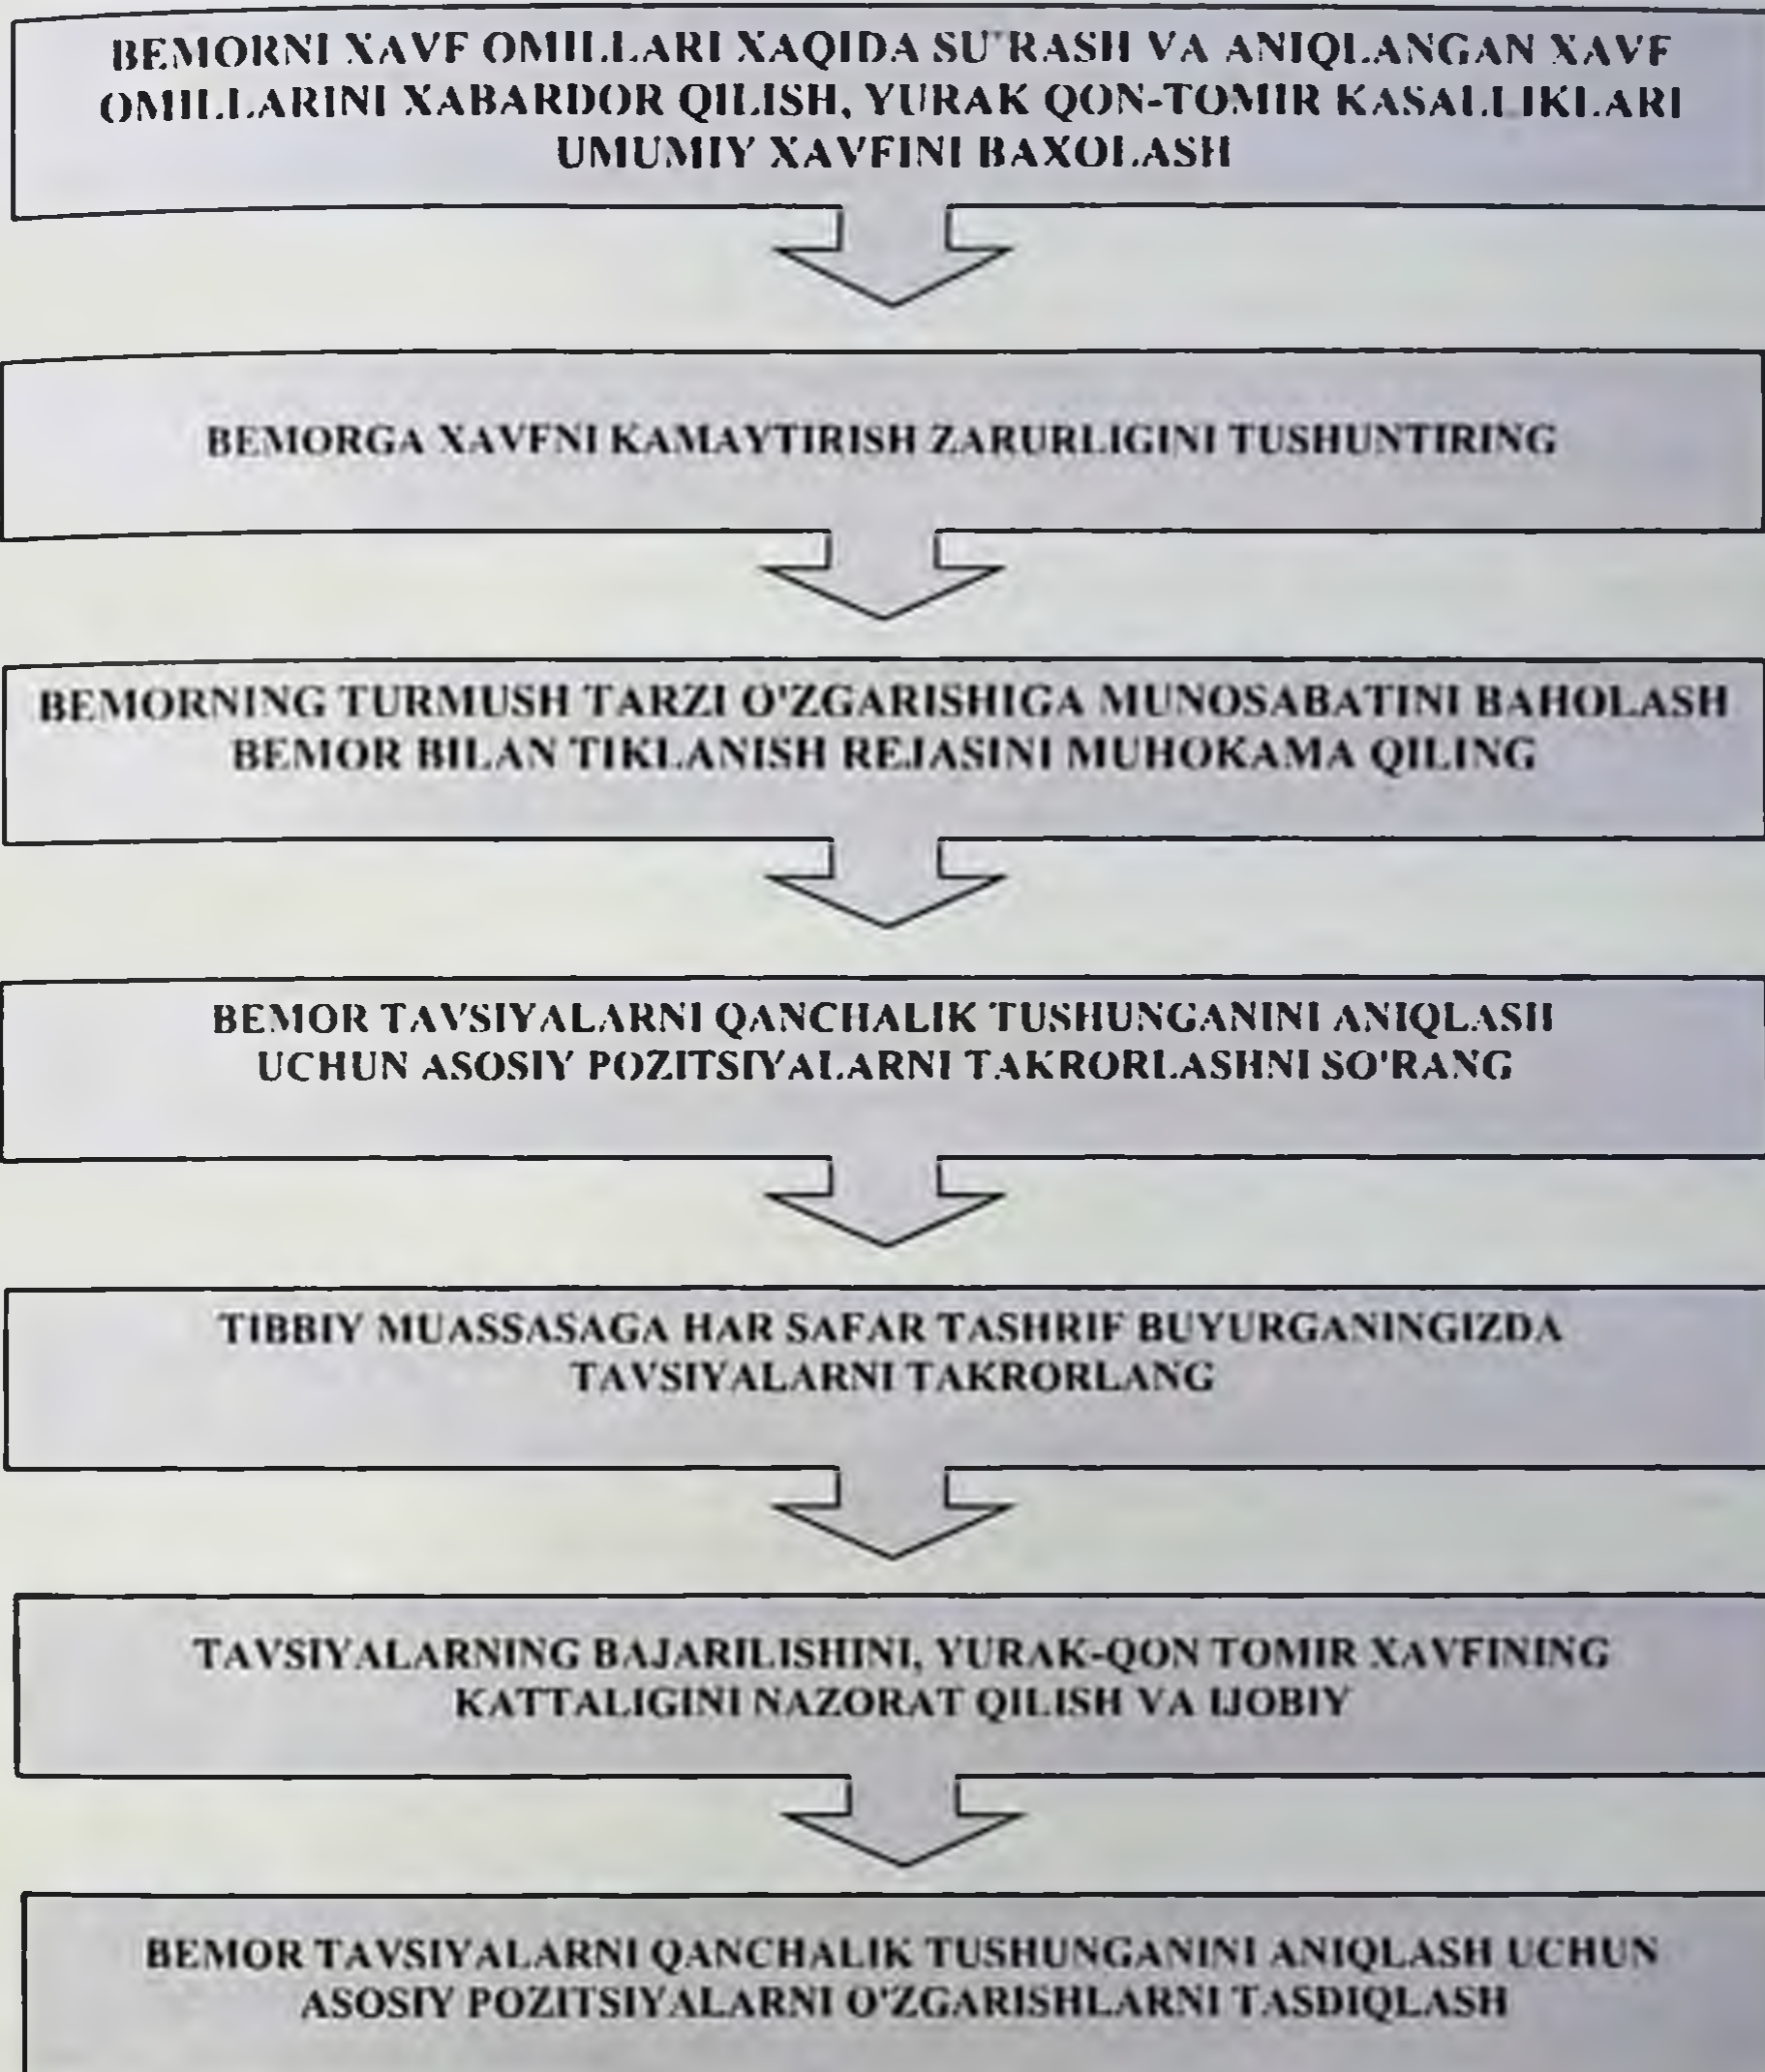 BEMORNI XAVF OMILLARI XAQIDA SU'RASH VA ANIQLANGAN XAVF
OMILLARINI XABARDOR QILISH, YURAK QON-TOMIR KASALLIKLARI
UMUMIY XAVFINI BAXOLASH
BEMORGA XAVFNI KAMAYTIRISH ZARURLIGINI TUSHUNTIRING
BEMORNING TURMUSH TARZI O'ZGARISHIGA MUNOSABATINI BAHOLASH
BEMOR BILAN TIKLANISH REJASINI MUHOKAMA QILING
BEMOR TAVSIYALARNI QANCHALIK TUSHUNGANINI ANIQLASH
UCHUN ASOSIY POZITSIYALARNI TAKRORLASHNI SO'RANG
TIBBIY MUASSASAGA HAR SAFAR TASHRIF BUYURGANINGIZDA
TAVSIYALARNI TAKRORLANG
TAVSIYALARNING BAJARILISHINI, YURAK-QON TOMIR XAVFINING
KATTALIGINI NAZORAT QILISH VA IJOBIY
BEMOR TAVSIYALARNI QANCHALIK TUSHUNGANINI ANIQLASH UCHUN
ASOSIY POZITSIYALARNI O'ZGARISHLARNI TASDIQLASH